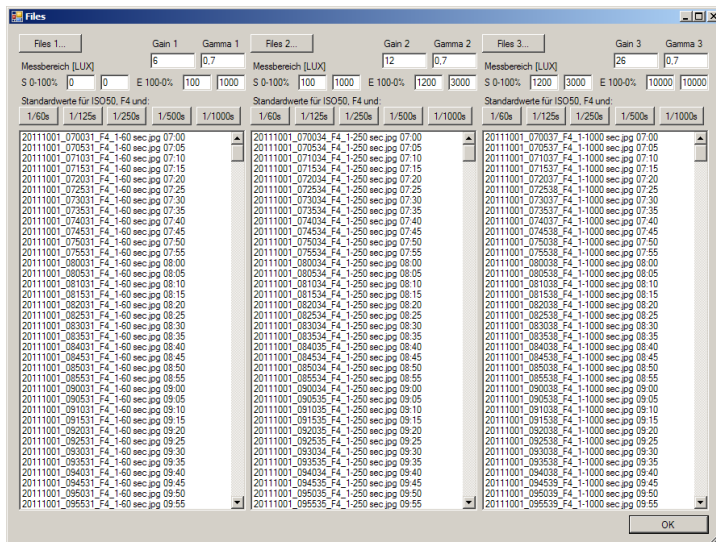 Files
Files 1...
Gain 1
Gamma 1
6
0,7
Messbereich [LUX]
S 0-100% 0 0 E 100-0% 100 1000
Standardwerte für ISO50, F4 und:
1/60s 1/125s 1/250s 1/500s 1/1000s
20111001_070031_F4_1-60 sec.jpg 07:00
20111001_070531_F4_1-60 sec.jpg 07:05
20111001_071031_F4_1-60 sec.jpg 07:10
20111001_071531_F4_1-60 sec.jpg 07:15
20111001_072031_F4_1-60 sec.jpg 07:20
20111001_072531_F4_1-60 sec.jpg 07:25
20111001_073031_F4_1-60 sec.jpg 07:30
20111001_073531_F4_1-60 sec.jpg 07:35
20111001_074031_F4_1-60 sec.jpg 07:40
20111001_074531_F4_1-60 sec.jpg 07:45
20111001_075031_F4_1-60 sec.jpg 07:50
20111001_075531_F4_1-60 sec.jpg 07:55
20111001_080031_F4_1-60 sec.jpg 08:00
20111001_080531_F4_1-60 sec.jpg 08:05
20111001_081031_F4_1-60 sec.jpg 08:10
20111001_081531_F4_1-60 sec.jpg 08:15
20111001_082031_F4_1-60 sec.jpg 08:20
20111001_082531_F4_1-60 sec.jpg 08:25
20111001_083031_F4_1-60 sec.jpg 08:30
20111001_083531_F4_1-60 sec.jpg 08:35
20111001_084031_F4_1-60 sec.jpg 08:40
20111001_084531_F4_1-60 sec.jpg 08:45
20111001_085031_F4_1-60 sec.jpg 08:50
20111001_085531_F4_1-60 sec.jpg 08:55
20111001_090031_F4_1-60 sec.jpg 09:00
20111001_090531_F4_1-60 sec.jpg 09:05
20111001_091031_F4_1-60 sec.jpg 09:10
20111001_091531_F4_1-60 sec.jpg 09:15
20111001_092031_F4_1-60 sec.jpg 09:20
20111001_092531_F4_1-60 sec.jpg 09:25
20111001_093031_F4_1-60 sec.jpg 09:30
20111001_093531_F4_1-60 sec.jpg 09:35
20111001_094031_F4_1-60 sec.jpg 09:40
20111001_094531_F4_1-60 sec.jpg 09:45
20111001_095031_F4_1-60 sec.jpg 09:50
20111001_095531_F4_1-60 sec.jpg 09:55
Files 2...
Gain 2
Gamma 2
12
0,7
Messbereich [LUX]
S 0-100% 100 1000 E 100-0% 1200 3000
Standardwerte für ISO50, F4 und:
1/60s 1/125s 1/250s 1/500s 1/1000s
20111001_070034_F4_1-250 sec.jpg 07:00
20111001_070534_F4_1-250 sec.jpg 07:05
20111001_071034_F4_1-250 sec.jpg 07:10
20111001_071534_F4_1-250 sec.jpg 07:15
20111001_072034_F4_1-250 sec.jpg 07:20
20111001_072534_F4_1-250 sec.jpg 07:25
20111001_073034_F4_1-250 sec.jpg 07:30
20111001_073534_F4_1-250 sec.jpg 07:35
20111001_074034_F4_1-250 sec.jpg 07:40
20111001_074534_F4_1-250 sec.jpg 07:45
20111001_075034_F4_1-250 sec.jpg 07:50
20111001_075534_F4_1-250 sec.jpg 07:55
20111001_080034_F4_1-250 sec.jpg 08:00
20111001_080534_F4_1-250 sec.jpg 08:05
20111001_081034_F4_1-250 sec.jpg 08:10
20111001_081534_F4_1-250 sec.jpg 08:15
20111001_082034_F4_1-250 sec.jpg 08:20
20111001_082534_F4_1-250 sec.jpg 08:25
20111001_083034_F4_1-250 sec.jpg 08:30
20111001_083534_F4_1-250 sec.jpg 08:35
20111001_084035_F4_1-250 sec.jpg 08:40
20111001_084534_F4_1-250 sec.jpg 08:45
20111001_085034_F4_1-250 sec.jpg 08:50
20111001_085534_F4_1-250 sec.jpg 08:55
20111001_090034_F4_1-250 sec.jpg 09:00
20111001_090535_F4_1-250 sec.jpg 09:05
20111001_091035_F4_1-250 sec.jpg 09:10
20111001_091535_F4_1-250 sec.jpg 09:15
20111001_092035_F4_1-250 sec.jpg 09:20
20111001_092535_F4_1-250 sec.jpg 09:25
20111001_093034_F4_1-250 sec.jpg 09:30
20111001_093535_F4_1-250 sec.jpg 09:35
20111001_094034_F4_1-250 sec.jpg 09:40
20111001_094535_F4_1-250 sec.jpg 09:45
20111001_095035_F4_1-250 sec.jpg 09:50
20111001_095535_F4_1-250 sec.jpg 09:55
Files 3...
Gain 3
Gamma 3
26
0,7
Messbereich [LUX]
S 0-100% 1200 3000 E 100-0% 10000 10000
Standardwerte für ISO50, F4 und:
1/60s 1/125s 1/250s 1/500s 1/1000s
20111001_070037_F4_1-1000 sec.jpg 07:00
20111001_070537_F4_1-1000 sec.jpg 07:05
20111001_071037_F4_1-1000 sec.jpg 07:10
20111001_071537_F4_1-1000 sec.jpg 07:15
20111001_072037_F4_1-1000 sec.jpg 07:20
20111001_072538_F4_1-1000 sec.jpg 07:25
20111001_073037_F4_1-1000 sec.jpg 07:30
20111001_073537_F4_1-1000 sec.jpg 07:35
20111001_074037_F4_1-1000 sec.jpg 07:40
20111001_074538_F4_1-1000 sec.jpg 07:45
20111001_075038_F4_1-1000 sec.jpg 07:50
20111001_075538_F4_1-1000 sec.jpg 07:55
20111001_080038_F4_1-1000 sec.jpg 08:00
20111001_080538_F4_1-1000 sec.jpg 08:05
20111001_081038_F4_1-1000 sec.jpg 08:10
20111001_081538_F4_1-1000 sec.jpg 08:15
20111001_082038_F4_1-1000 sec.jpg 08:20
20111001_082538_F4_1-1000 sec.jpg 08:25
20111001_083038_F4_1-1000 sec.jpg 08:30
20111001_083538_F4_1-1000 sec.jpg 08:35
20111001_084038_F4_1-1000 sec.jpg 08:40
20111001_084538_F4_1-1000 sec.jpg 08:45
20111001_085038_F4_1-1000 sec.jpg 08:50
20111001_085538_F4_1-1000 sec.jpg 08:55
20111001_090038_F4_1-1000 sec.jpg 09:00
20111001_090538_F4_1-1000 sec.jpg 09:05
20111001_091038_F4_1-1000 sec.jpg 09:10
20111001_091538_F4_1-1000 sec.jpg 09:15
20111001_092038_F4_1-1000 sec.jpg 09:20
20111001_092538_F4_1-1000 sec.jpg 09:25
20111001_093038_F4_1-1000 sec.jpg 09:30
20111001_093538_F4_1-1000 sec.jpg 09:35
20111001_094038_F4_1-1000 sec.jpg 09:40
20111001_094539_F4_1-1000 sec.jpg 09:45
20111001_095039_F4_1-1000 sec.jpg 09:50
20111001_095539_F4_1-1000 sec.jpg 09:55
OK